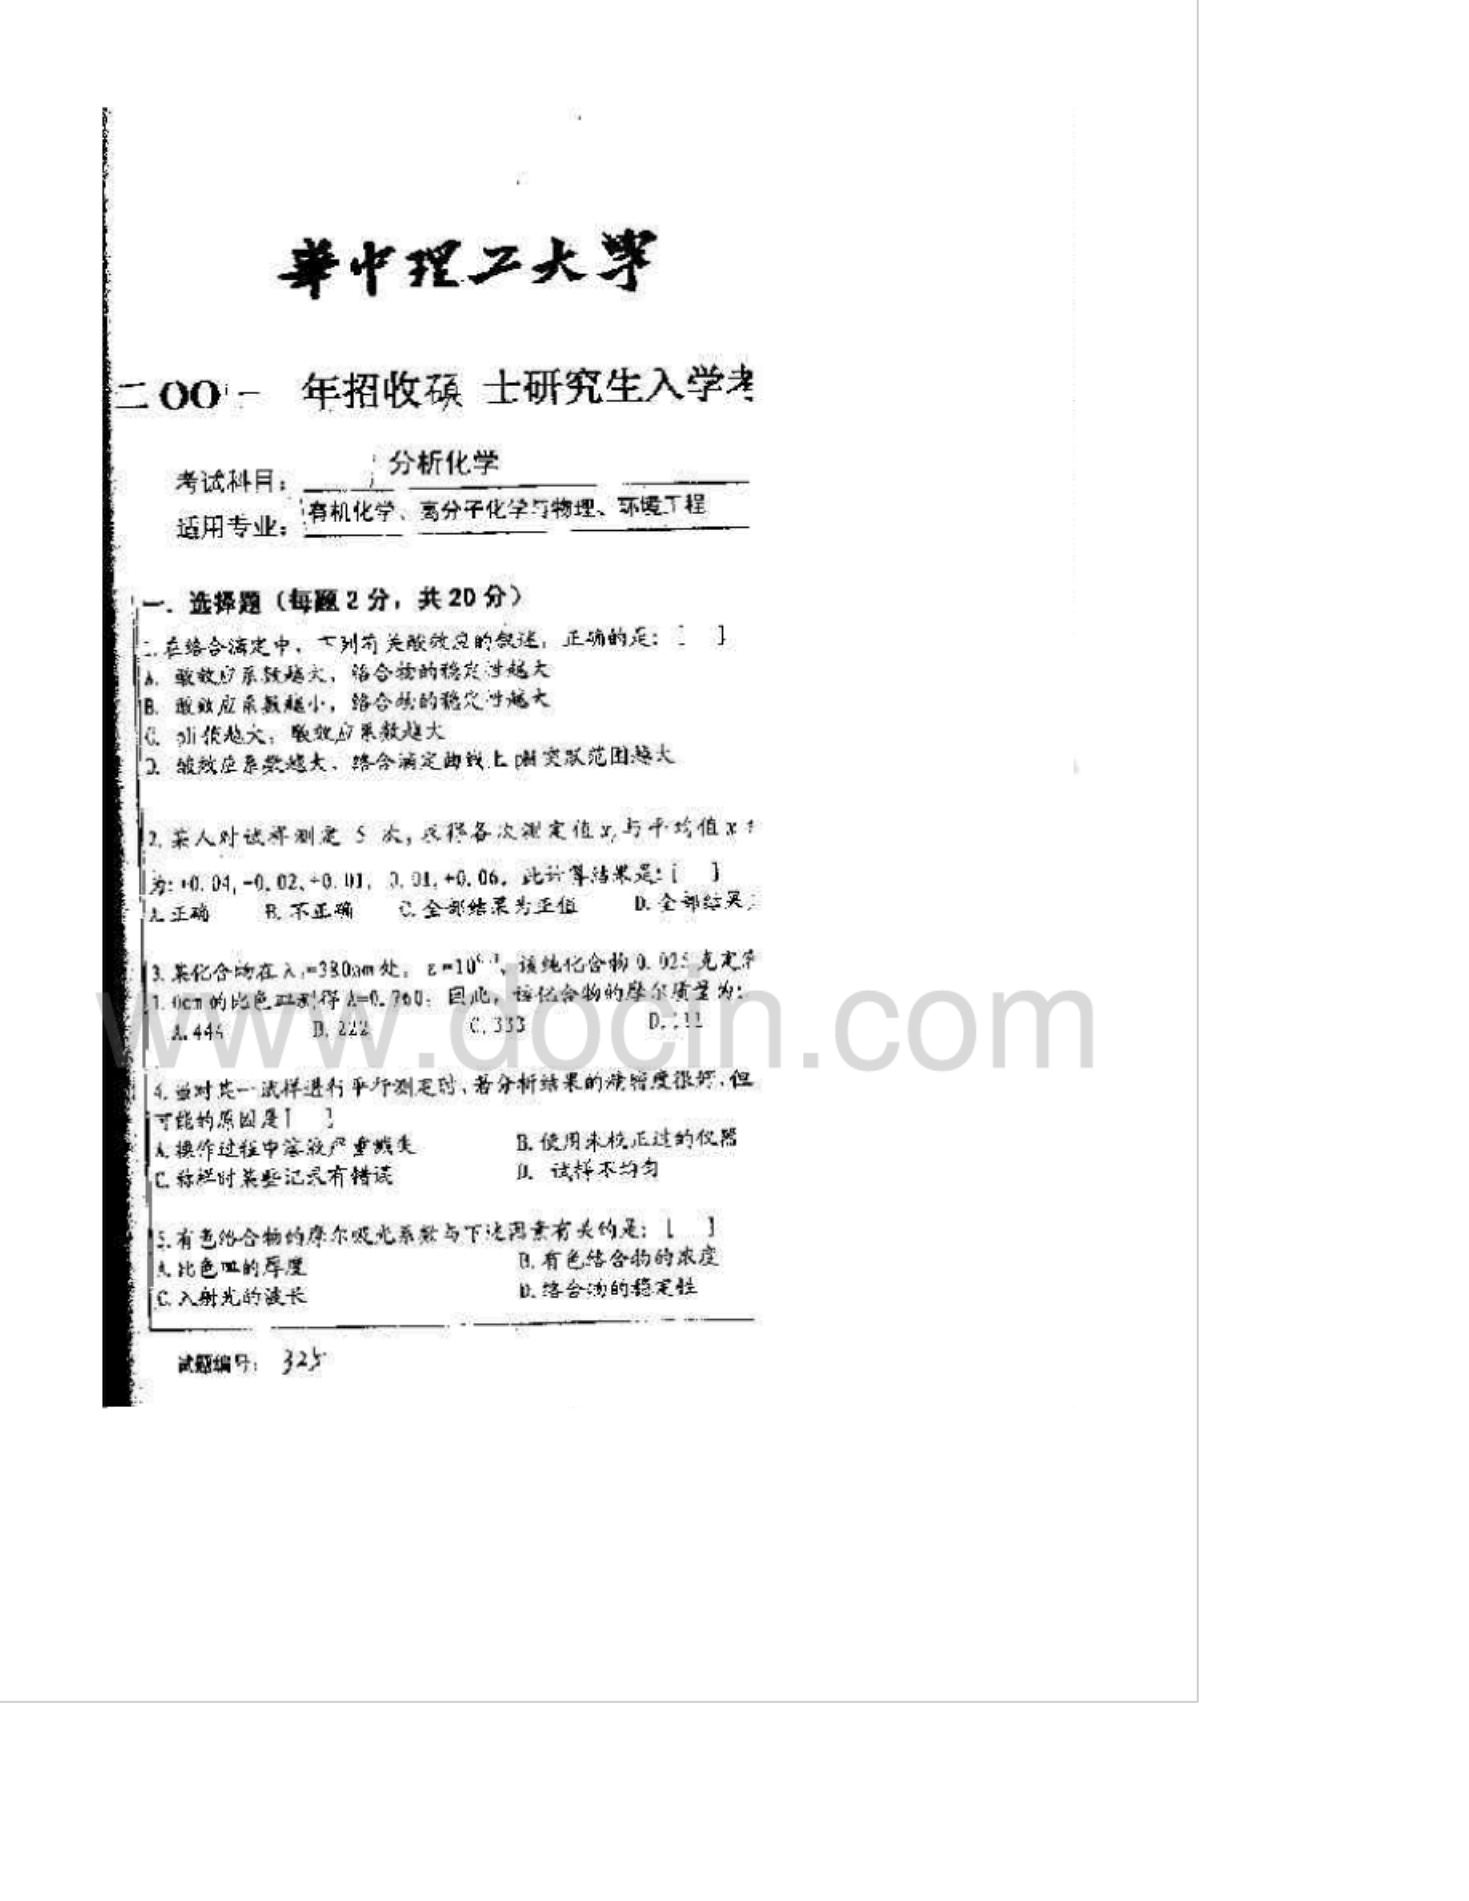 華中理工大學
二00一 年招收硕 士研究生入学考
考试科目: 分析化学
适用专业: 有机化学、高分子化学与物理、环境工程
一. 选择题(每题2分,共20分)
.在络合滴定中,下列有关酸效应的叙述,正确的是: [ ]
A. 酸效应系数越大,络合物的稳定性越大
B. 酸效应系数越小,络合物的稳定性越大
C. pH值越大,酸效应系数越大
D. 酸效应系数越大,络合滴定曲线上pH突跃范围越大
2.某人对试样测定 5 次,求得各次测定值x 与平均值x
为:+0.04,-0.02,+0.01, 0.01,+0.06。此计算结果是:[ ]
A.正确 B.不正确 C.全部结果为正值 D.全部结果
3.某化合物在λ=380nm处, ε=10 ,该纯化合物0.025克定容
1.0cm的比色皿测得A=0.760;因此,该化合物的摩尔质量为:
A.444 B.222 C.333 D.111
4.当对某一试样进行平行测定时,若分析结果的精密度很好,但
可能的原因是[ ]
A.操作过程中溶液严重溅失 B.使用未校正过的仪器
C.称样时某些记录有错误 D. 试样不均匀
5.有色络合物的摩尔吸光系数与下述因素有关的是: [ ]
A.比色皿的厚度 B.有色络合物的浓度
C.入射光的波长 D.络合物的稳定性
试题编号: 325
www.docin.com